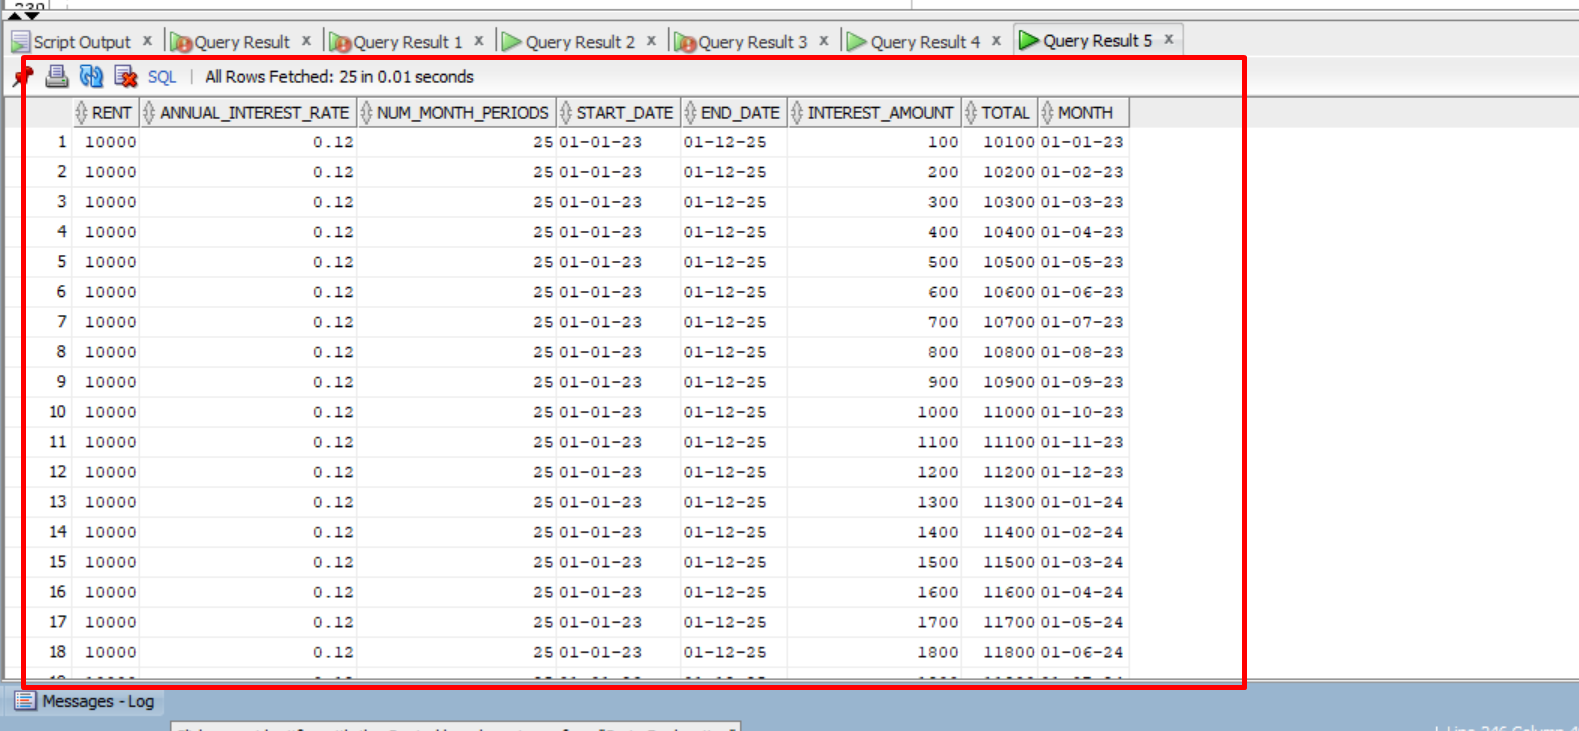 Script Output x Query Result x Query Result 1 x Query Result 2 x Query Result 3 x Query Result 4 x Query Result 5 x
SQL | All Rows Fetched: 25 in 0.01 seconds
RENT ANNUAL_INTEREST_RATE NUM_MONTH_PERIODS START_DATE END_DATE INTEREST_AMOUNT TOTAL MONTH
1 10000 0.12 25 01-01-23 01-12-25 100 10100 01-01-23
2 10000 0.12 25 01-01-23 01-12-25 200 10200 01-02-23
3 10000 0.12 25 01-01-23 01-12-25 300 10300 01-03-23
4 10000 0.12 25 01-01-23 01-12-25 400 10400 01-04-23
5 10000 0.12 25 01-01-23 01-12-25 500 10500 01-05-23
6 10000 0.12 25 01-01-23 01-12-25 600 10600 01-06-23
7 10000 0.12 25 01-01-23 01-12-25 700 10700 01-07-23
8 10000 0.12 25 01-01-23 01-12-25 800 10800 01-08-23
9 10000 0.12 25 01-01-23 01-12-25 900 10900 01-09-23
10 10000 0.12 25 01-01-23 01-12-25 1000 11000 01-10-23
11 10000 0.12 25 01-01-23 01-12-25 1100 11100 01-11-23
12 10000 0.12 25 01-01-23 01-12-25 1200 11200 01-12-23
13 10000 0.12 25 01-01-23 01-12-25 1300 11300 01-01-24
14 10000 0.12 25 01-01-23 01-12-25 1400 11400 01-02-24
15 10000 0.12 25 01-01-23 01-12-25 1500 11500 01-03-24
16 10000 0.12 25 01-01-23 01-12-25 1600 11600 01-04-24
17 10000 0.12 25 01-01-23 01-12-25 1700 11700 01-05-24
18 10000 0.12 25 01-01-23 01-12-25 1800 11800 01-06-24
Messages - Log